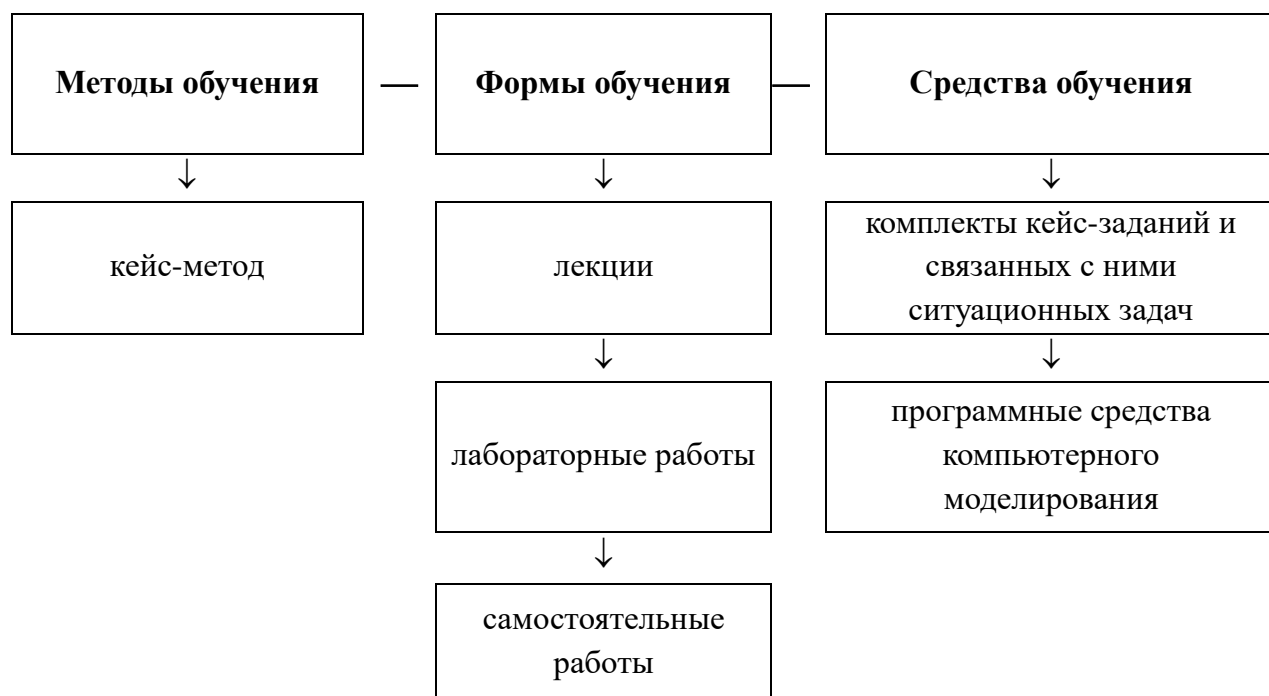 Методы обучения — Формы обучения — Средства обучения
↓ ↓ ↓
кейс-метод
лекции
комплекты кейс-заданий и
связанных с ними
ситуационных задач
↓ ↓
лабораторные работы
программные средства
компьютерного
моделирования
↓
самостоятельные
работы